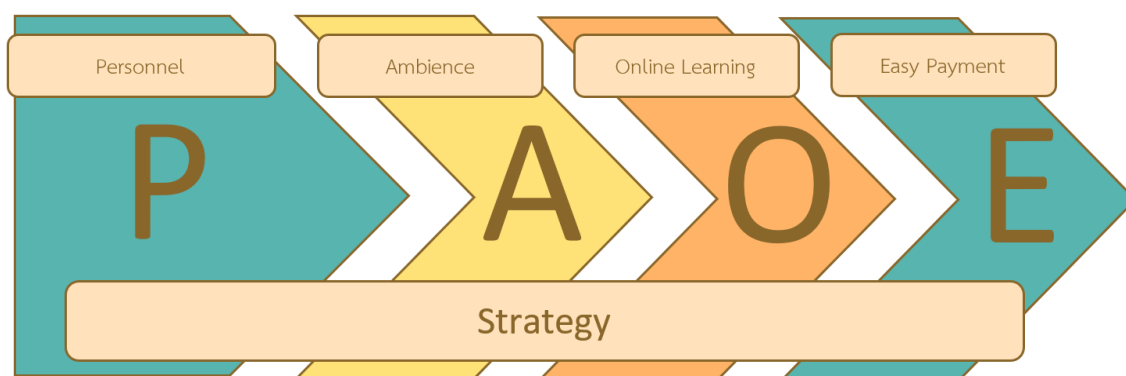 Personnel
Ambience
Online Learning
Easy Payment
P
A
O
E
Strategy